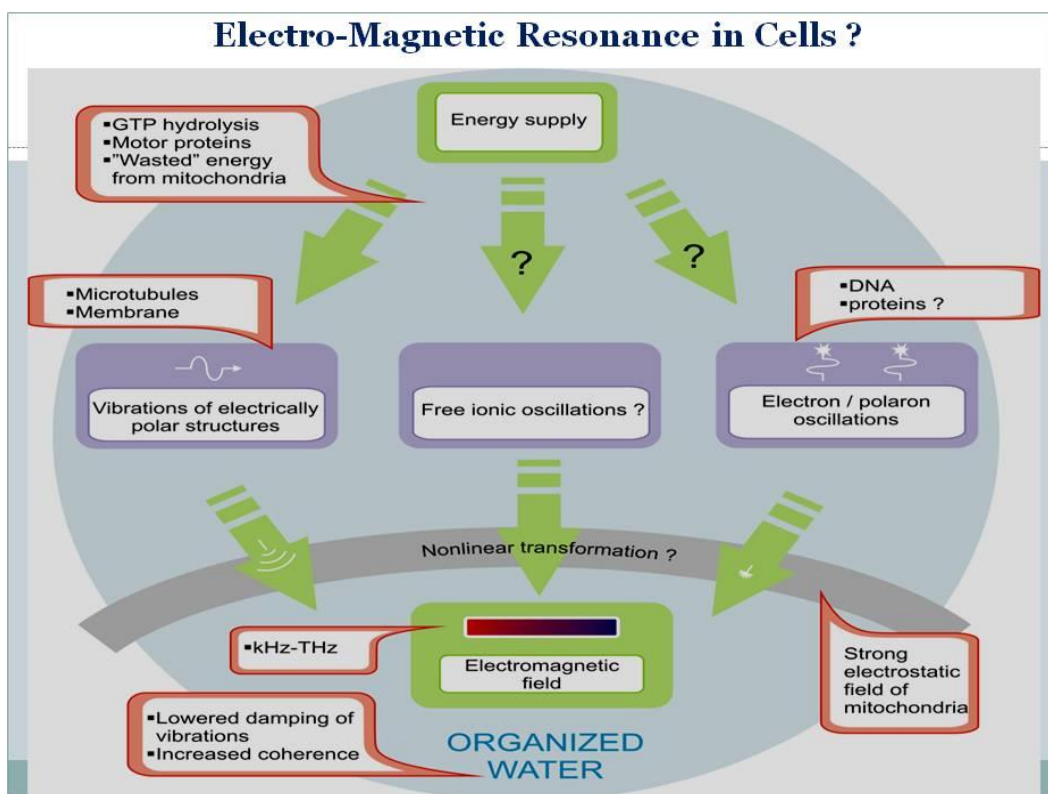 Electro-Magnetic Resonance in Cells ?
▪GTP hydrolysis
▪Motor proteins
▪"Wasted" energy
from mitochondria
Energy supply
?
?
▪Microtubules
▪Membrane
▪DNA
▪proteins ?
Vibrations of electrically
polar structures
Free ionic oscillations ?
Electron / polaron
oscillations
Nonlinear transformation ?
▪kHz-THz
Electromagnetic
field
Strong
electrostatic
field of
mitochondria
▪Lowered damping of
vibrations
▪Increased coherence
ORGANIZED
WATER